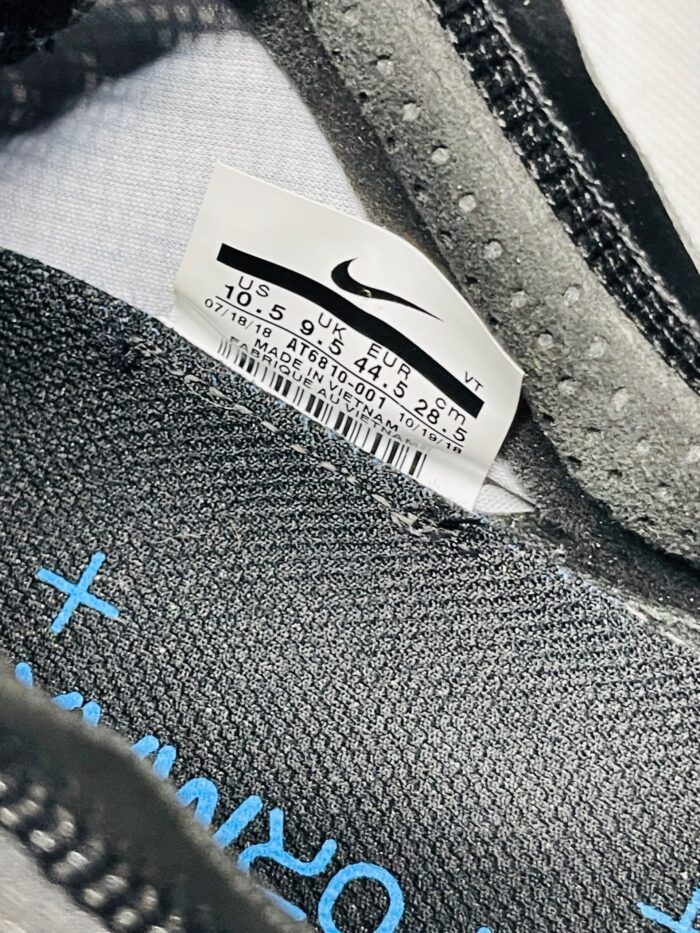 US UK EUR cm VT
10.5 9.5 44.5 28.5
07/18/18 AT6810-001 10/19/18
MADE IN VIETNAM
FABRIQUE AU VIETNAM